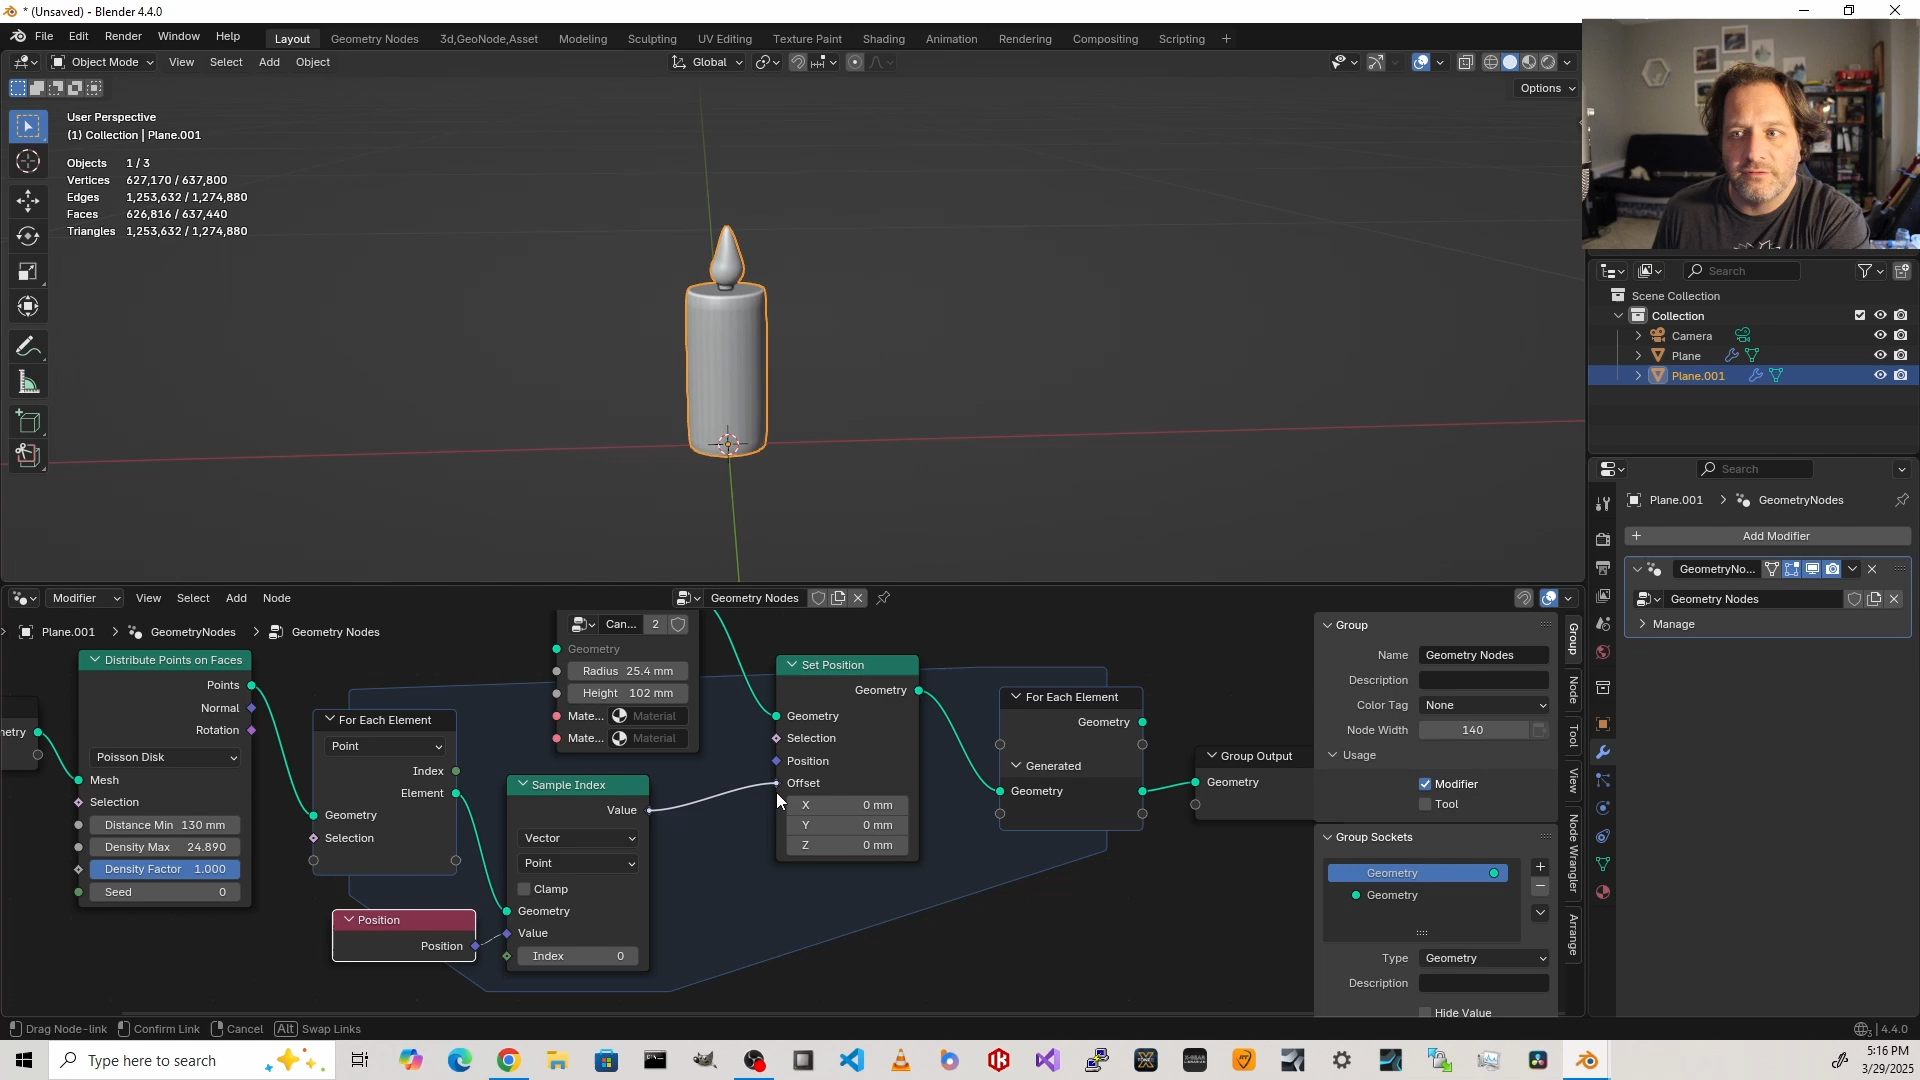 * (Unsaved) - Blender 4.4.0
File Edit Render Window Help Layout Geometry Nodes 3d,GeoNode,Asset Modeling Sculpting UV Editing Texture Paint Shading Animation Rendering Compositing Scripting +
Object Mode View Select Add Object Global
Options
User Perspective
(1) Collection | Plane.001
Objects 1 / 3
Vertices 627,170 / 637,800
Edges 1,253,632 / 1,274,880
Faces 626,816 / 637,440
Triangles 1,253,632 / 1,274,880
Search
Scene Collection
Collection
Camera
Plane
Plane.001
Search
Plane.001 > GeometryNodes
+ Add Modifier
GeometryNo...
Geometry Nodes
Manage
Modifier View Select Add Node Geometry Nodes
Plane.001 > GeometryNodes > Geometry Nodes
Distribute Points on Faces
Points
Normal
Rotation
Poisson Disk
Mesh
Selection
Distance Min 130 mm
Density Max 24.890
Density Factor 1.000
Seed 0
For Each Element
Point
Index
Element
Geometry
Selection
Position
Position
Can... 2
Geometry
Radius 25.4 mm
Height 102 mm
Mate... Material
Mate... Material
Sample Index
Value
Vector
Point
Clamp
Geometry
Value
Index 0
Set Position
Geometry
Geometry
Selection
Position
Offset
X 0 mm
Y 0 mm
Z 0 mm
For Each Element
Geometry
Generated
Geometry
Group Output
Geometry
Group
Name Geometry Nodes
Description
Color Tag None
Node Width 140
Usage
Modifier
Tool
Group Sockets
Geometry
Geometry
Type Geometry
Description
Hide Value
Group
Node
Tool
View
Node Wrangler
Arrange
Drag Node-link Confirm Link Cancel Alt Swap Links
4.4.0
Type here to search
5:16 PM
3/29/2025